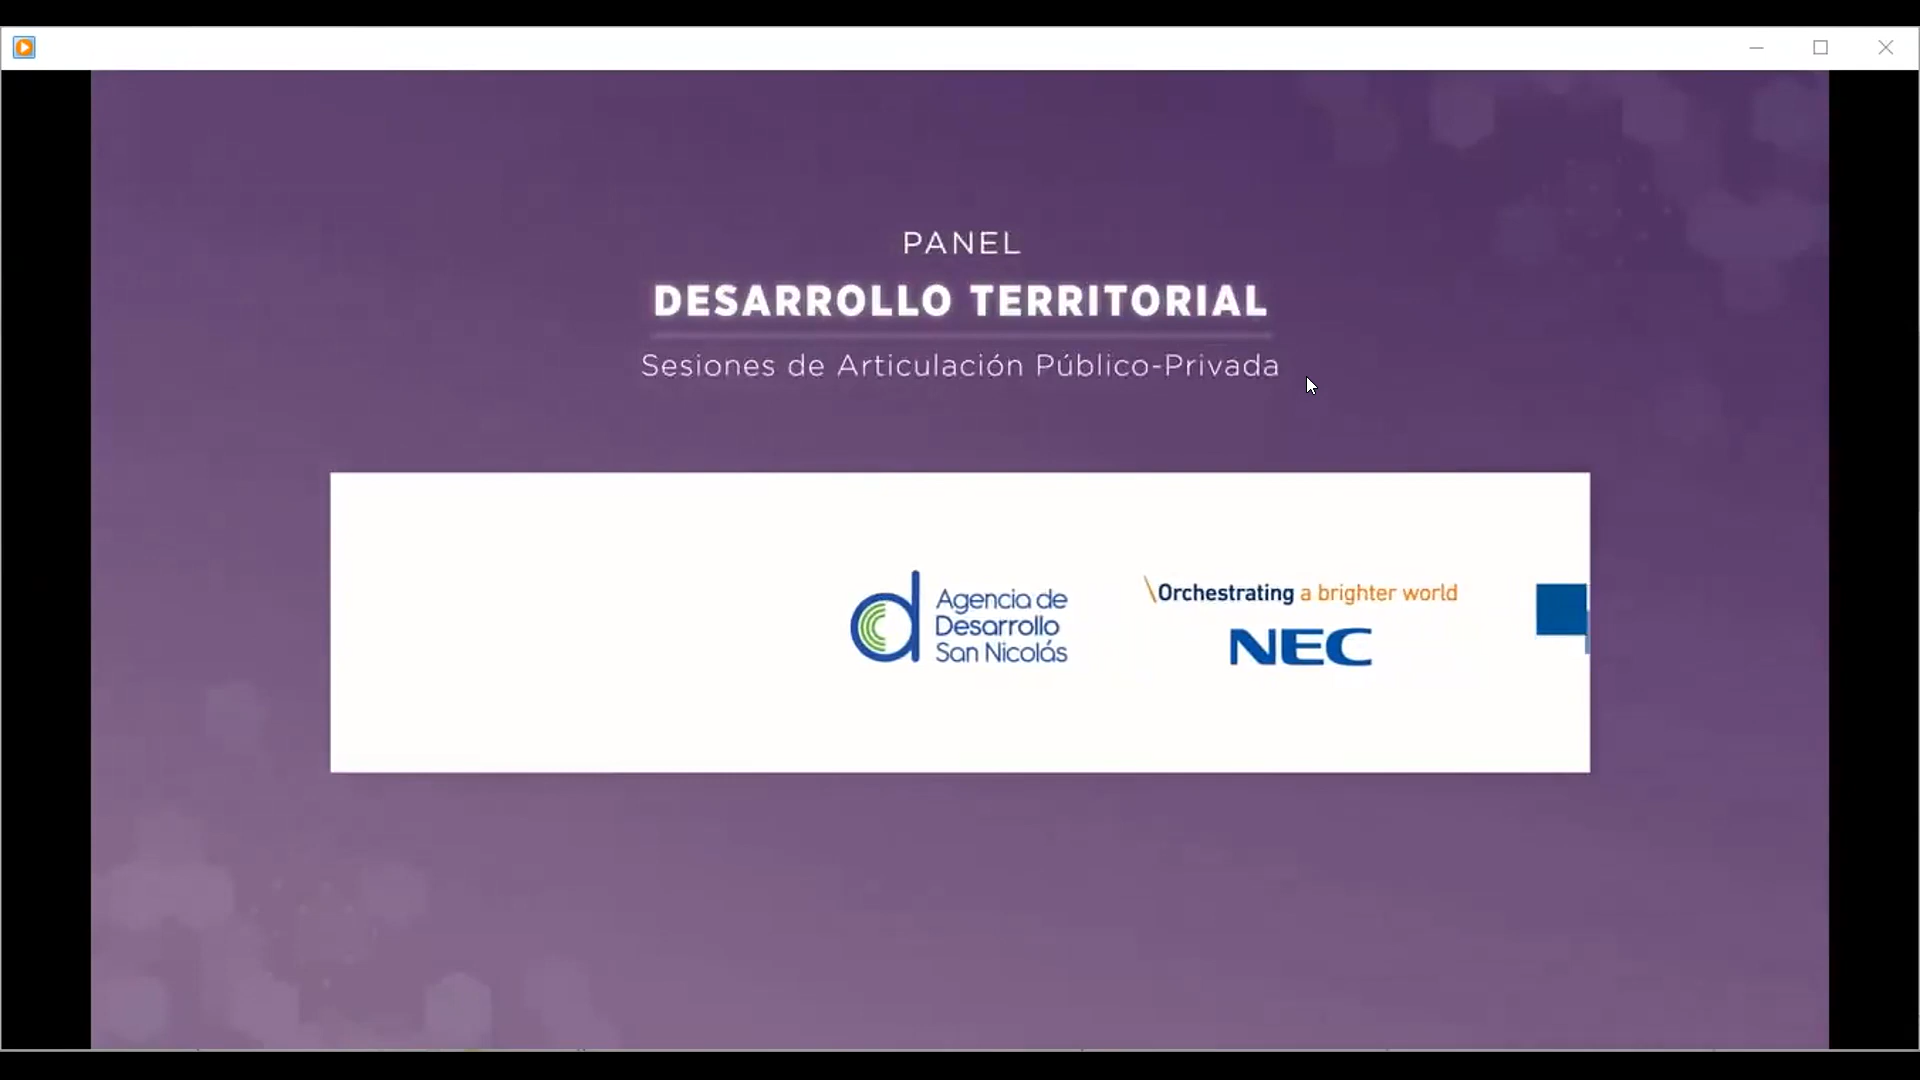 PANEL
DESARROLLO TERRITORIAL
Sesiones de Articulación Público-Privada
Agencia de
Desarrollo
San Nicolás
\Orchestrating a brighter world
NEC